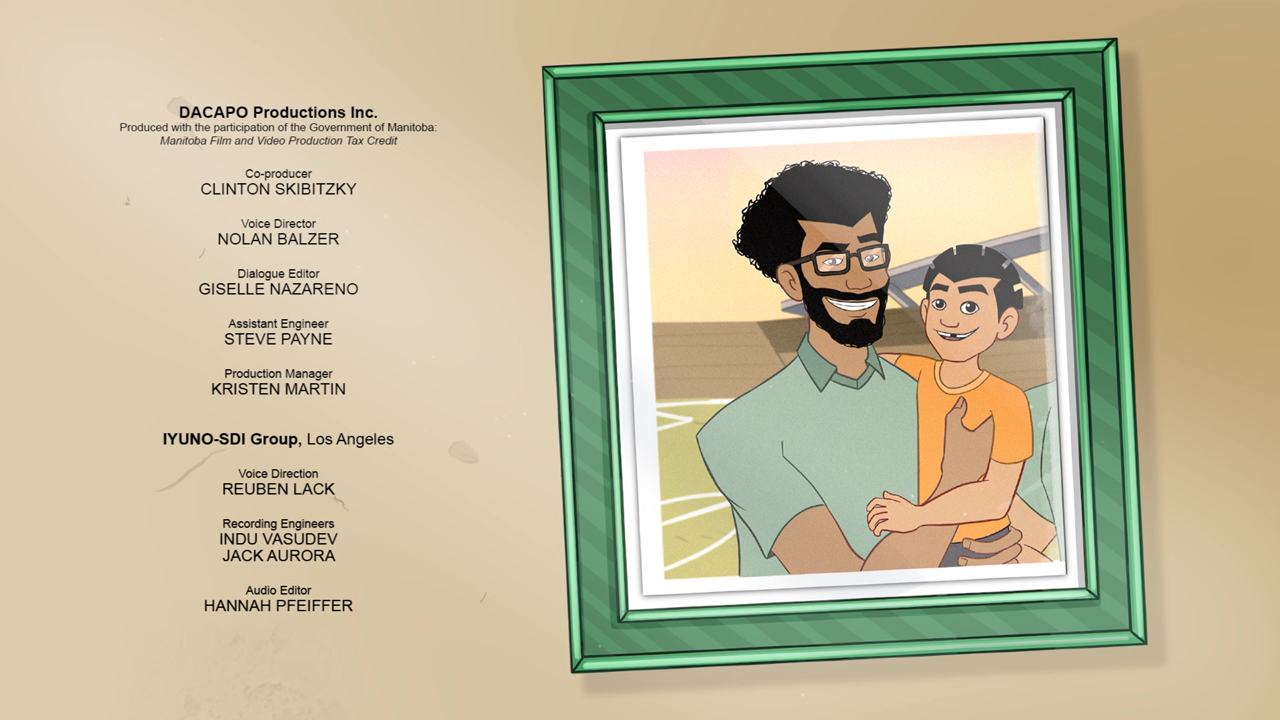 DACAPO Productions Inc.
Produced with the participation of the Government of Manitoba:
Manitoba Film and Video Production Tax Credit
Co-producer
CLINTON SKIBITZKY
Voice Director
NOLAN BALZER
Dialogue Editor
GISELLE NAZARENO
Assistant Engineer
STEVE PAYNE
Production Manager
KRISTEN MARTIN
IYUNO-SDI Group, Los Angeles
Voice Direction
REUBEN LACK
Recording Engineers
INDU VASUDEV
JACK AURORA
Audio Editor
HANNAH PFEIFFER